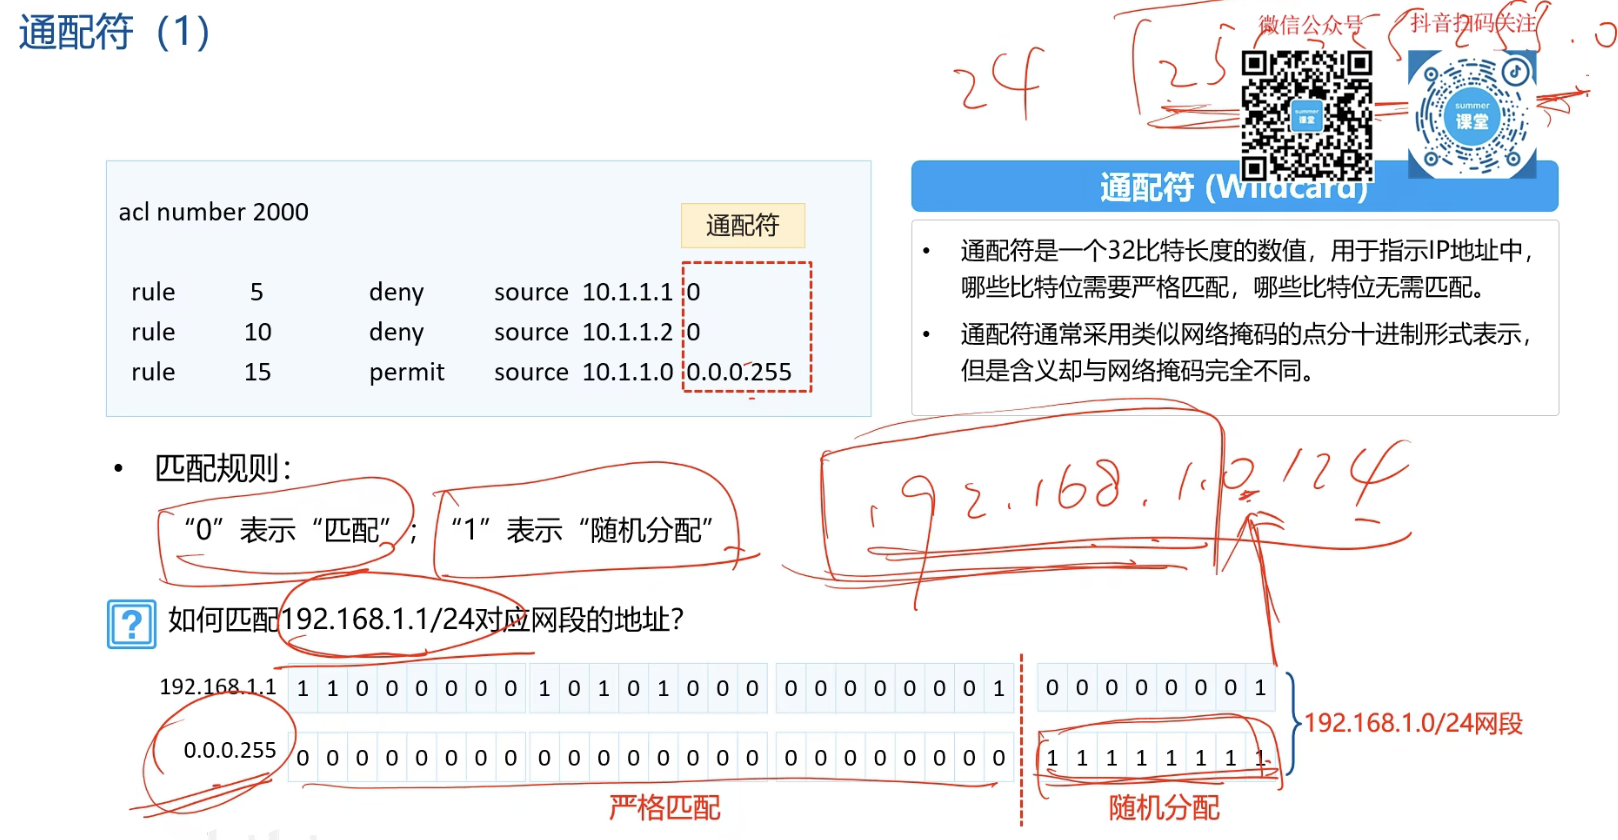 通配符（1）
微信公众号
抖音扫码关注
24
.0
summer
课堂
summer
课堂
acl number 2000
通配符
rule 5 deny source 10.1.1.1 0
rule 10 deny source 10.1.1.2 0
rule 15 permit source 10.1.1.0 0.0.0.255
通配符 (Wildcard)
• 通配符是一个32比特长度的数值，用于指示IP地址中，
哪些比特位需要严格匹配，哪些比特位无需匹配。
• 通配符通常采用类似网络掩码的点分十进制形式表示，
但是含义却与网络掩码完全不同。
• 匹配规则：
“0”表示“匹配”；“1”表示“随机分配”
192.168.1.0/24
? 如何匹配192.168.1.1/24对应网段的地址？
192.168.1.1 1 1 0 0 0 0 0 0 1 0 1 0 1 0 0 0 0 0 0 0 0 0 0 1 0 0 0 0 0 0 0 1
192.168.1.0/24网段
0.0.0.255 0 0 0 0 0 0 0 0 0 0 0 0 0 0 0 0 0 0 0 0 0 0 0 0 1 1 1 1 1 1 1 1
严格匹配
随机分配